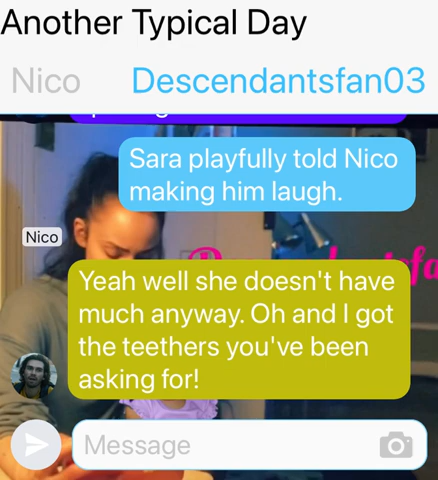 Another Typical Day
Nico
Descendantsfan03
Sara playfully told Nico
making him laugh.
Nico
Yeah well she doesn't have
much anyway. Oh and I got
the teethers you've been
asking for!
Message